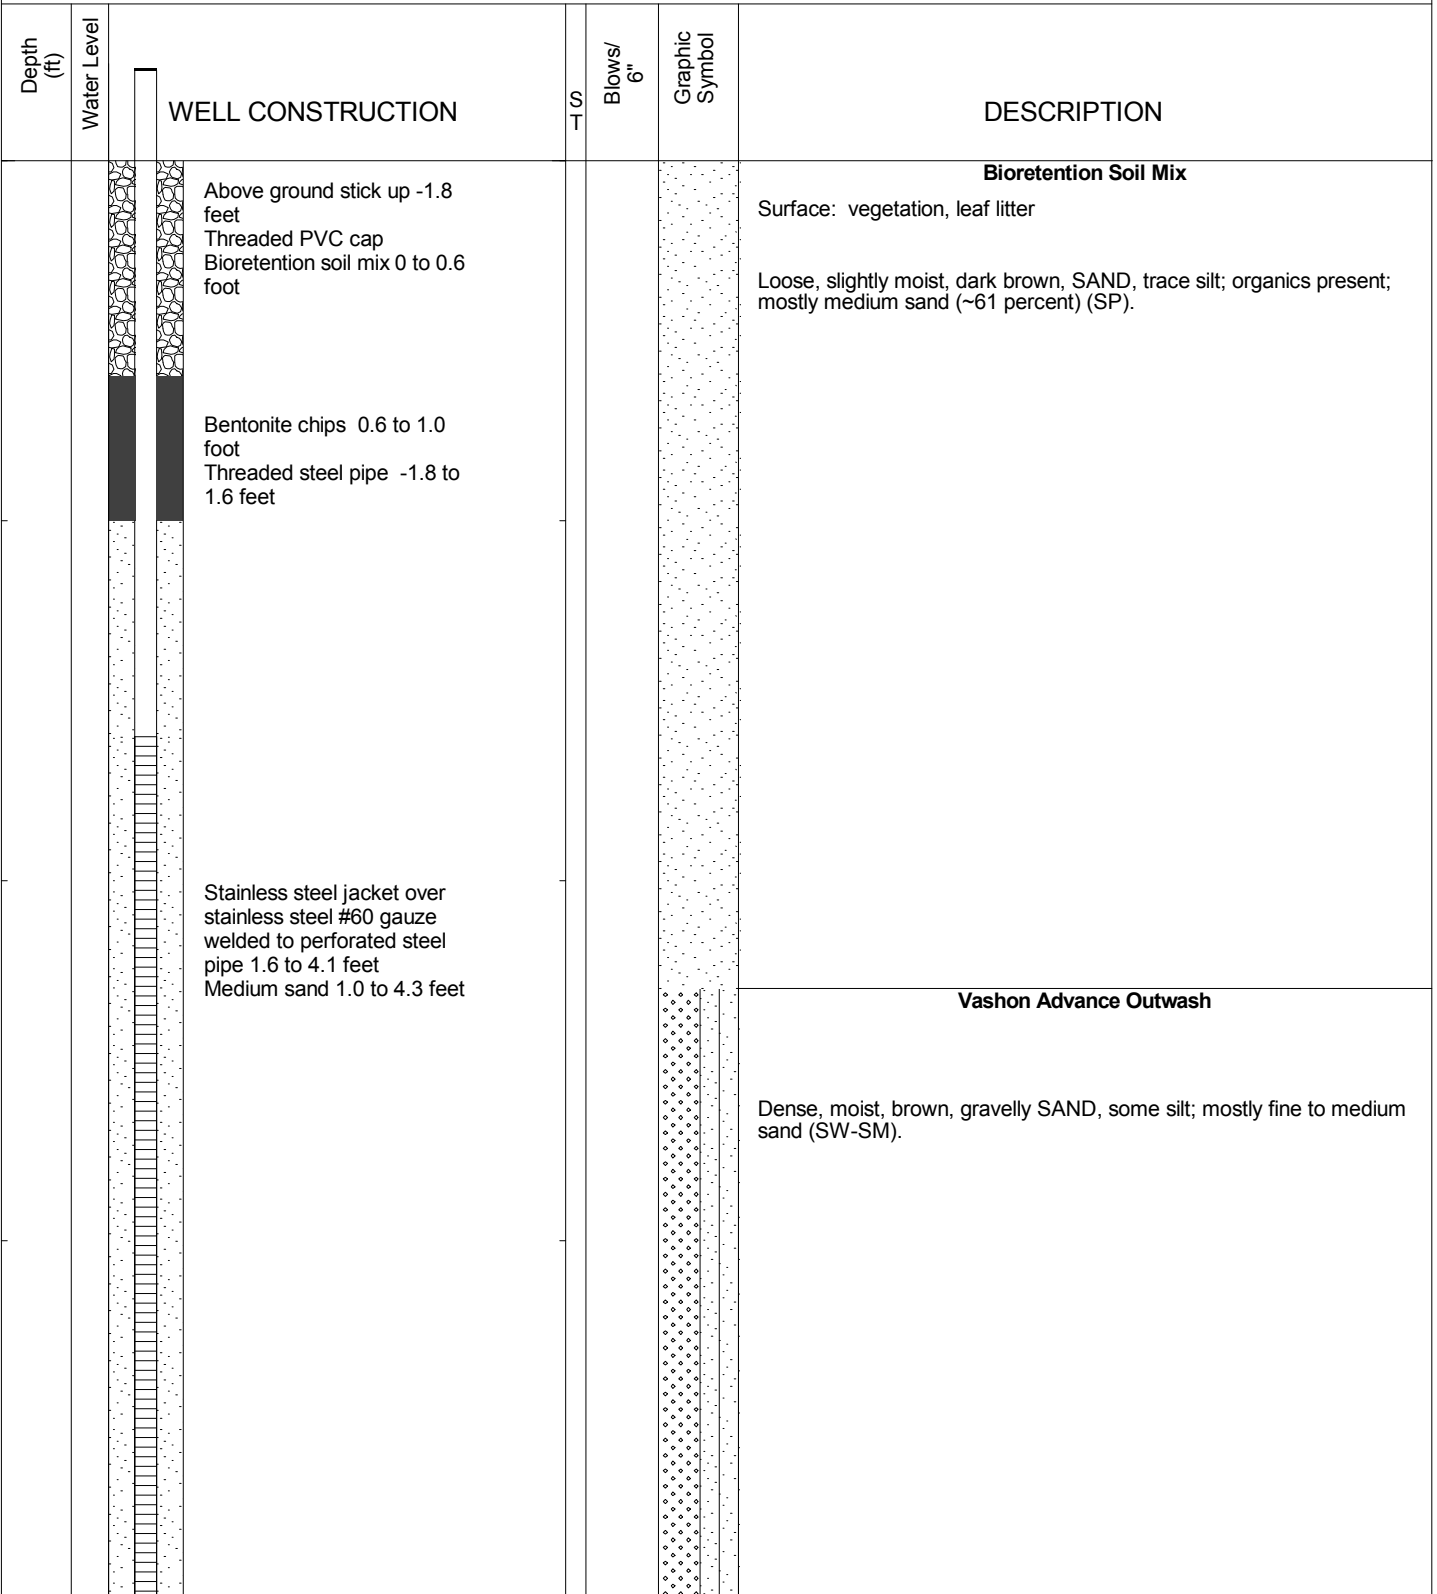 Depth
(ft)
Water Level
WELL CONSTRUCTION
S
T
Blows/
6"
Graphic
Symbol
DESCRIPTION
Above ground stick up -1.8
feet
Threaded PVC cap
Bioretention soil mix 0 to 0.6
foot
Bentonite chips 0.6 to 1.0
foot
Threaded steel pipe -1.8 to
1.6 feet
Stainless steel jacket over
stainless steel #60 gauze
welded to perforated steel
pipe 1.6 to 4.1 feet
Medium sand 1.0 to 4.3 feet
Bioretention Soil Mix
Surface: vegetation, leaf litter
Loose, slightly moist, dark brown, SAND, trace silt; organics present;
mostly medium sand (~61 percent) (SP).
Vashon Advance Outwash
Dense, moist, brown, gravelly SAND, some silt; mostly fine to medium
sand (SW-SM).